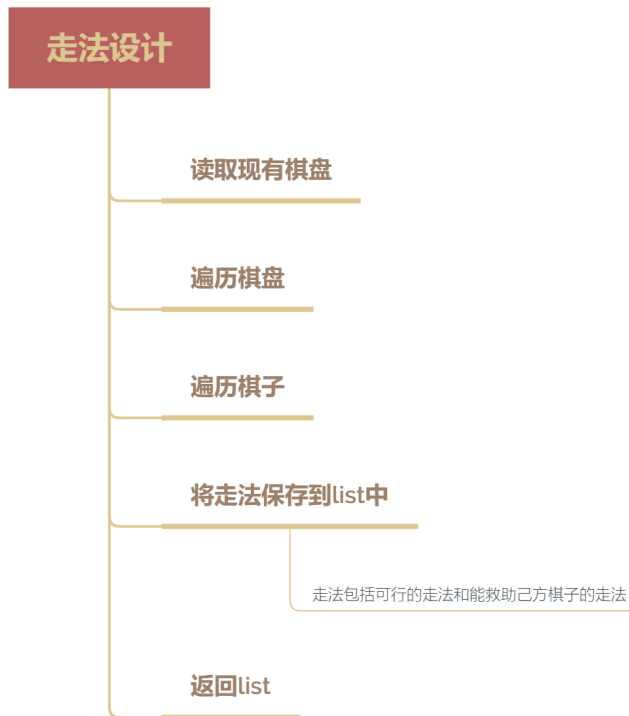 走法设计
读取现有棋盘
遍历棋盘
遍历棋子
将走法保存到list中
走法包括可行的走法和能救助己方棋子的走法
返回list